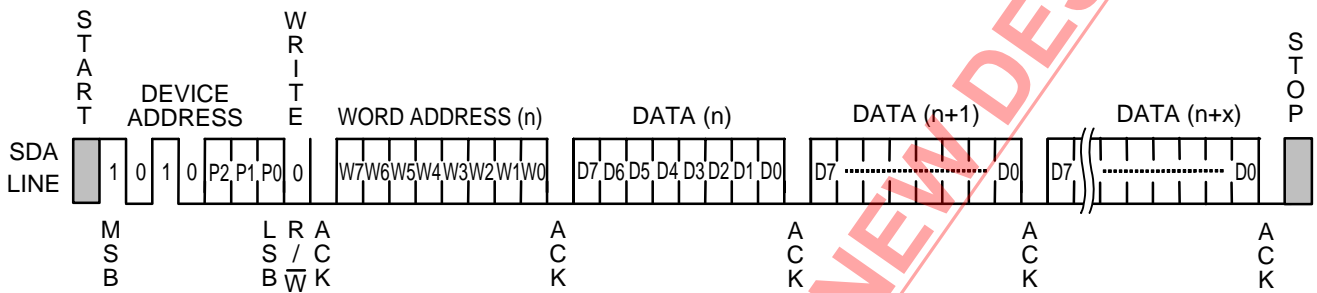 START
WRITE
STOP
DEVICE
ADDRESS
WORD ADDRESS (n)
DATA (n)
DATA (n+1)
DATA (n+x)
SDA
LINE
1 0 1 0 P2 P1 P0 0
W7 W6 W5 W4 W3 W2 W1 W0
D7 D6 D5 D4 D3 D2 D1 D0
D7 D0
D7 D0
MSB
LSB
R/W̅
ACK
ACK
ACK
ACK
ACK
NEW DES